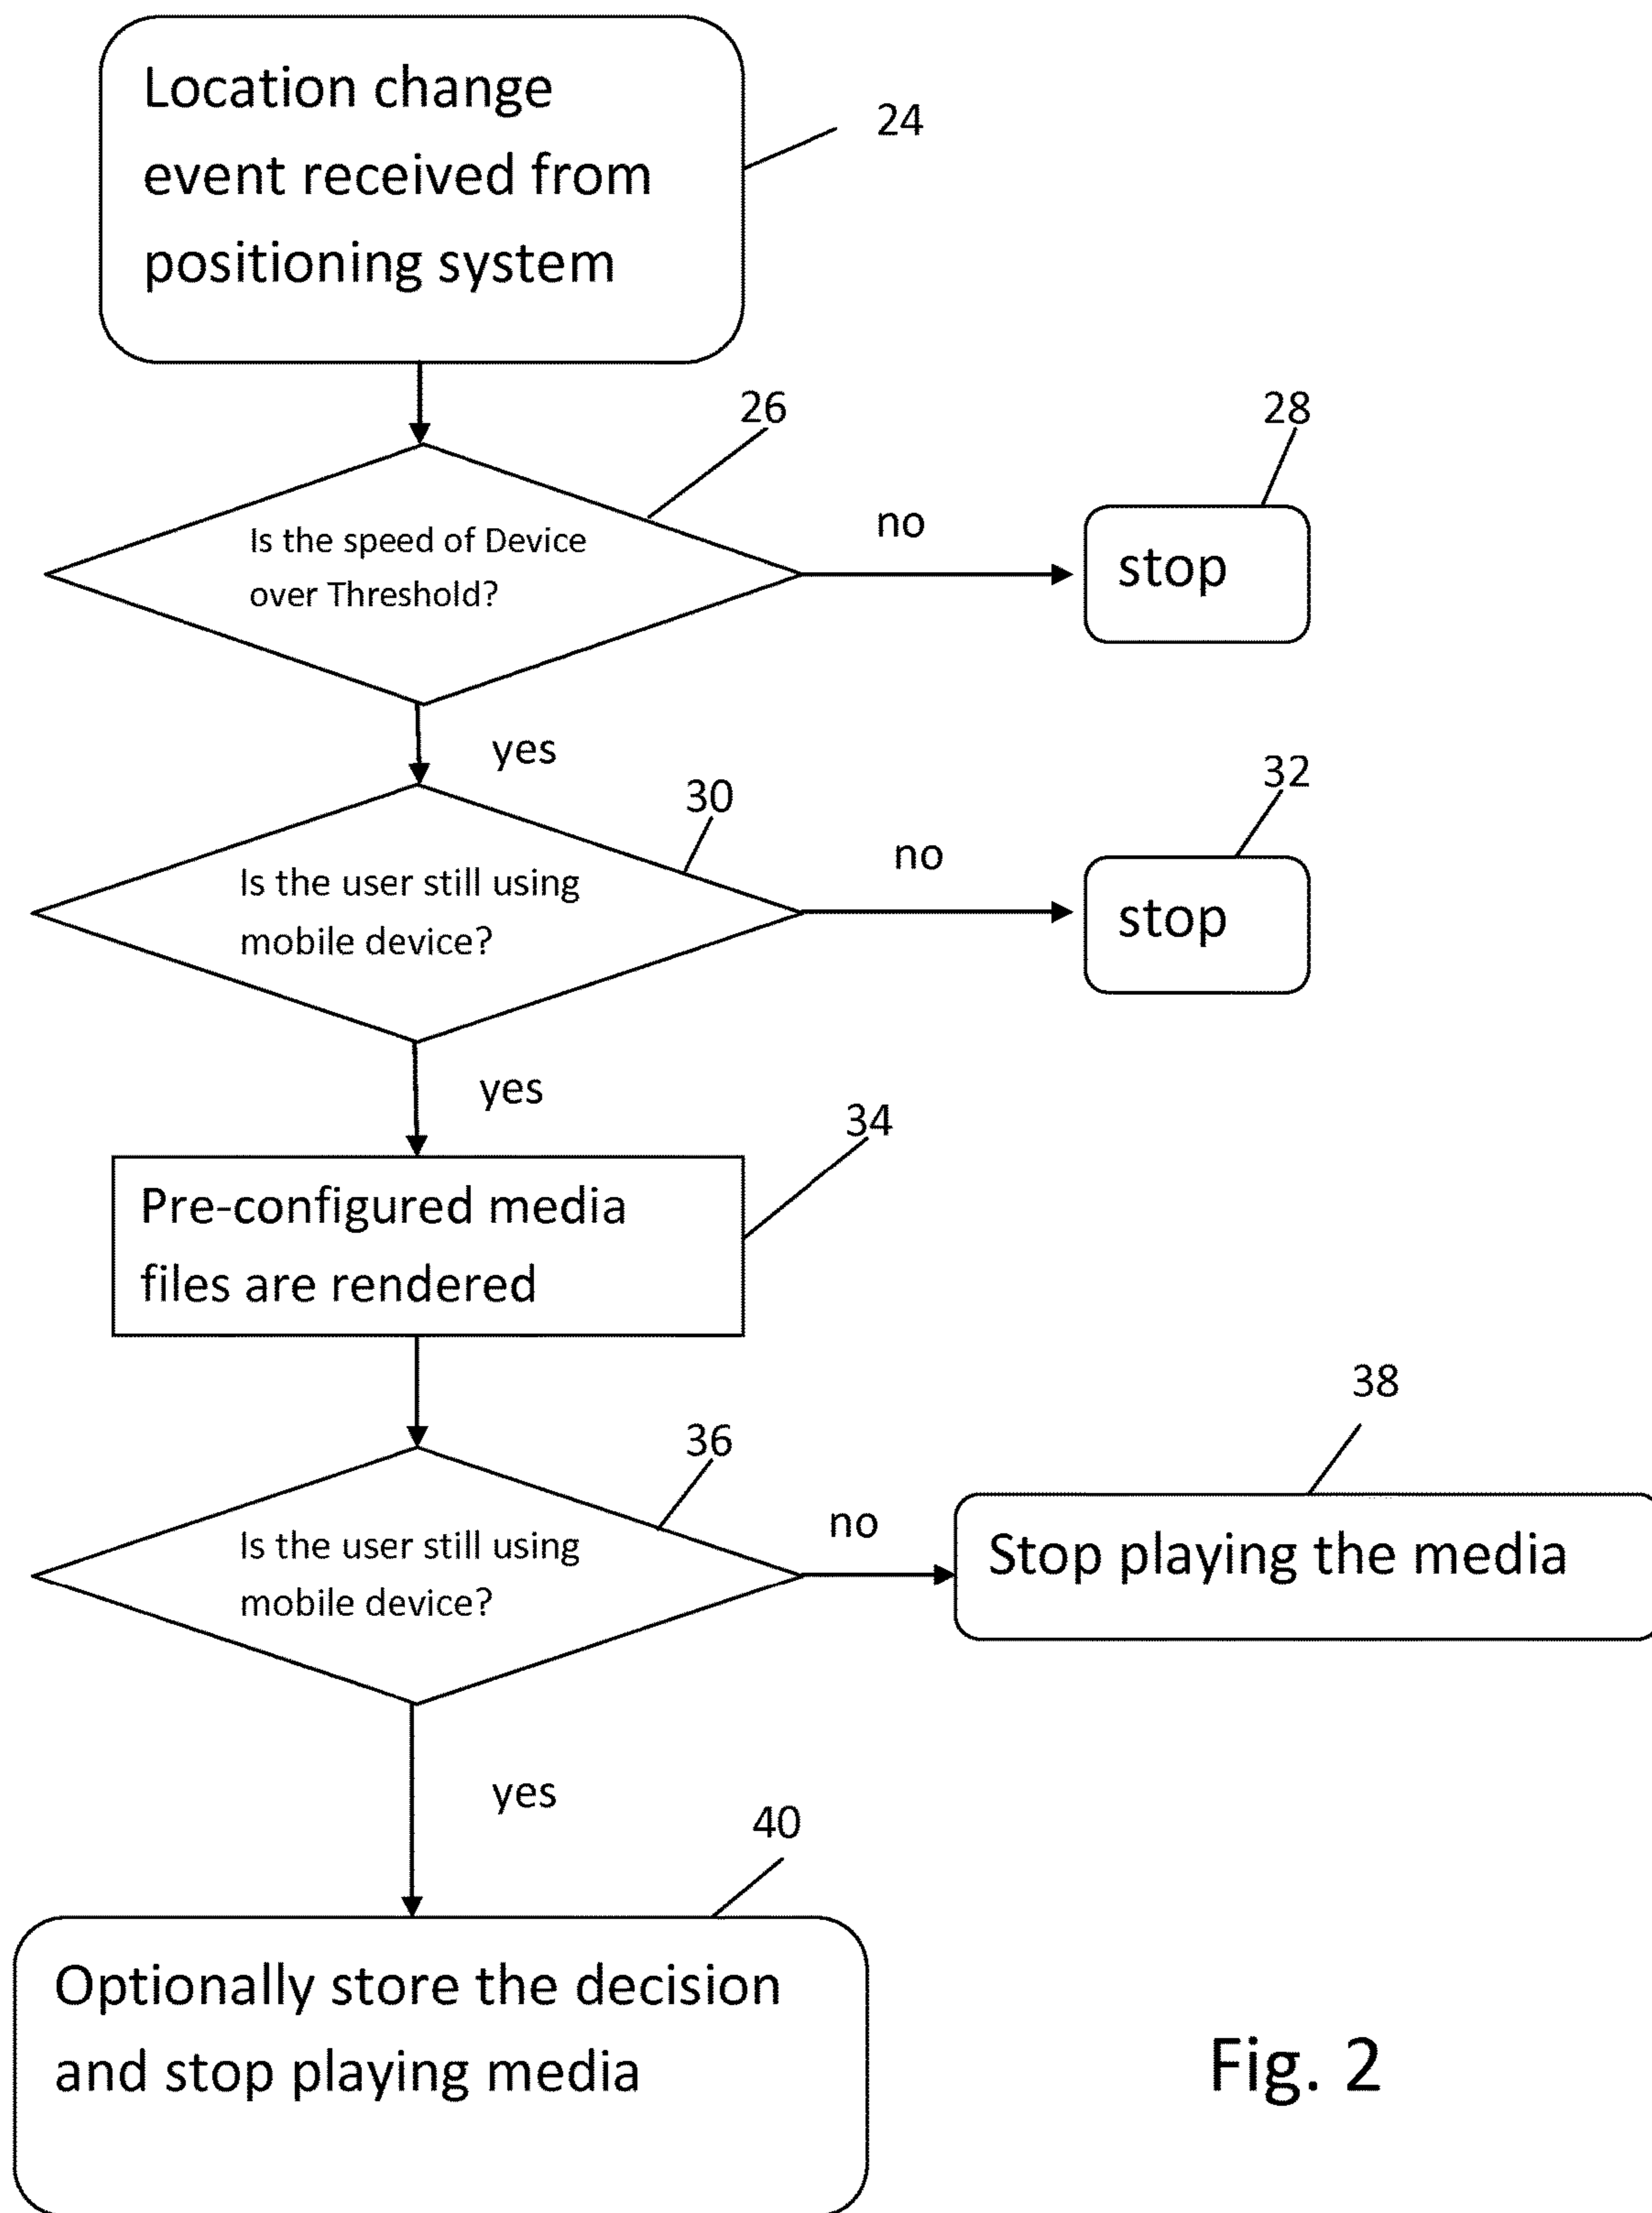 Location change
event received from
positioning system
24
26
28
Is the speed of Device
over Threshold?
no
stop
yes
30
32
Is the user still using
mobile device?
no
stop
yes
34
Pre-configured media
files are rendered
36
38
Is the user still using
mobile device?
no
Stop playing the media
yes
40
Optionally store the decision
and stop playing media
Fig. 2